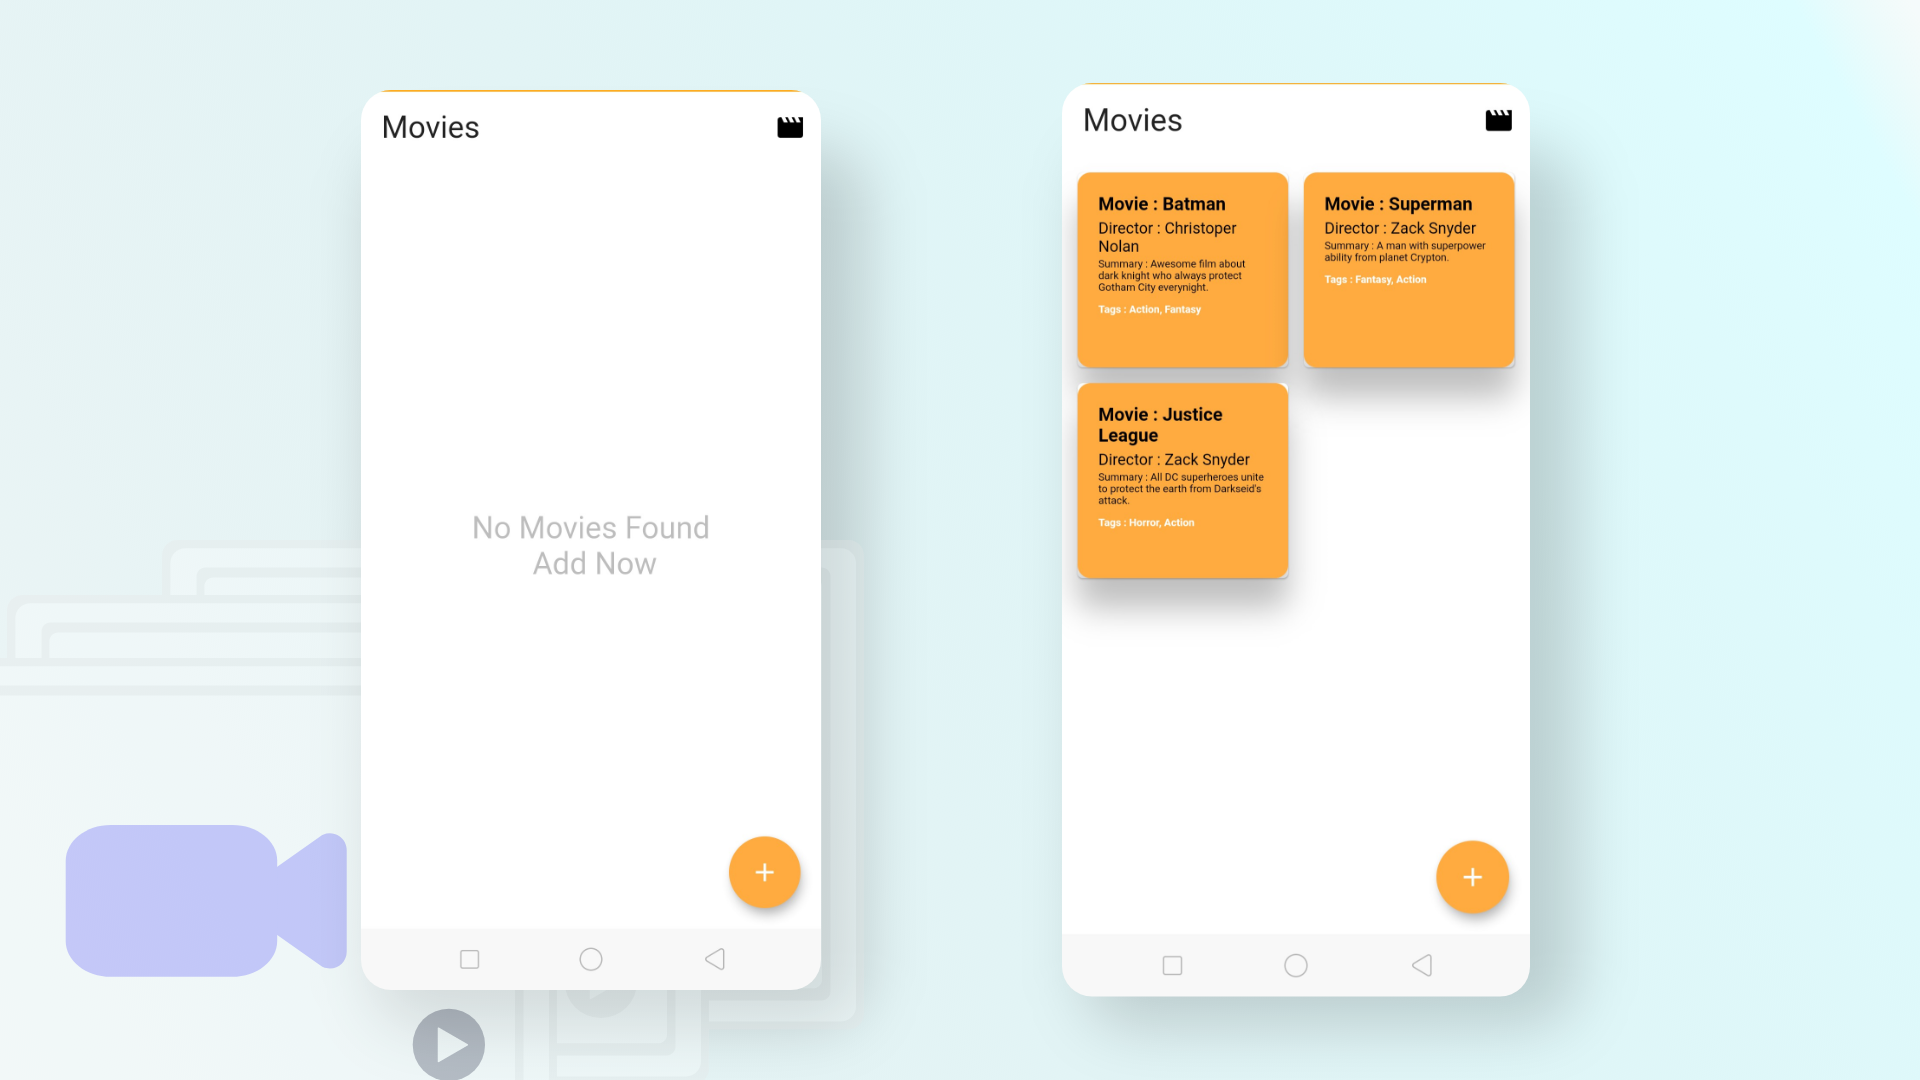 Movies
No Movies Found
Add Now
Movies
Movie : Batman
Director : Christoper
Nolan
Summary : Awesome film about
dark knight who always protect
Gotham City everynight.
Tags : Action, Fantasy
Movie : Superman
Director : Zack Snyder
Summary : A man with superpower
ability from planet Crypton.
Tags : Fantasy, Action
Movie : Justice
League
Director : Zack Snyder
Summary : All DC superheroes unite
to protect the earth from Darkseid's
attack.
Tags : Horror, Action